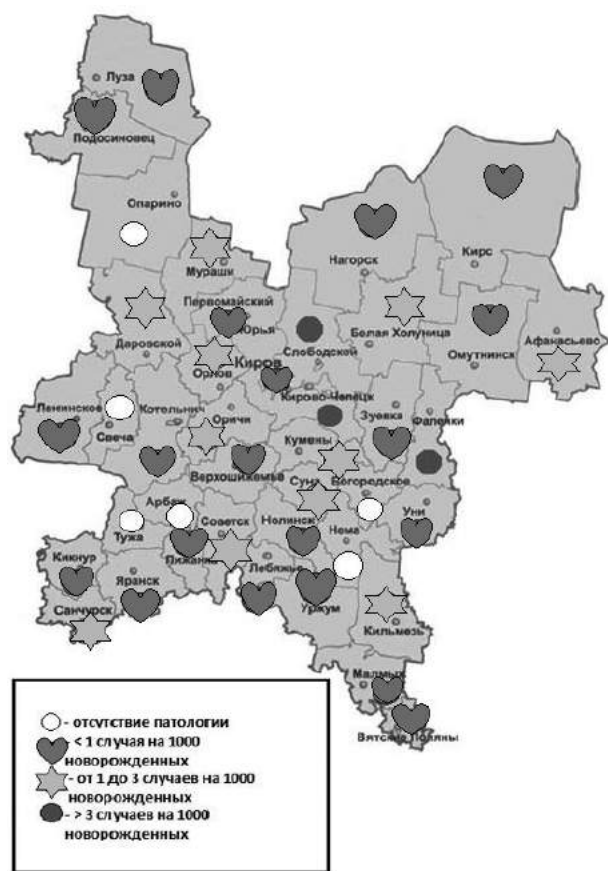 Луза
Подосиновец
Опарино
Мураши
Нагорск
Кирс
Первомайский
Юрья
Белая Холуница
Афанасьево
Даровской
Слободской
Омутнинск
Киров
Орлов
Кирово-Чепецк
Ленинское
Котельнич
Оричи
Зуевка
Фаленки
Свеча
Кумены
Верхошижемье
Суна
Богородское
Арбаж
Уни
Тужа
Советск
Нолинск
Нема
Кикнур
Пижанка
Лебяжье
Яранск
Санчурск
Уржум
Кильмезь
Малмыж
Вятские Поляны
- отсутствие патологии
- < 1 случая на 1000
новорожденных
- от 1 до 3 случаев на 1000
новорожденных
- > 3 случаев на 1000
новорожденных